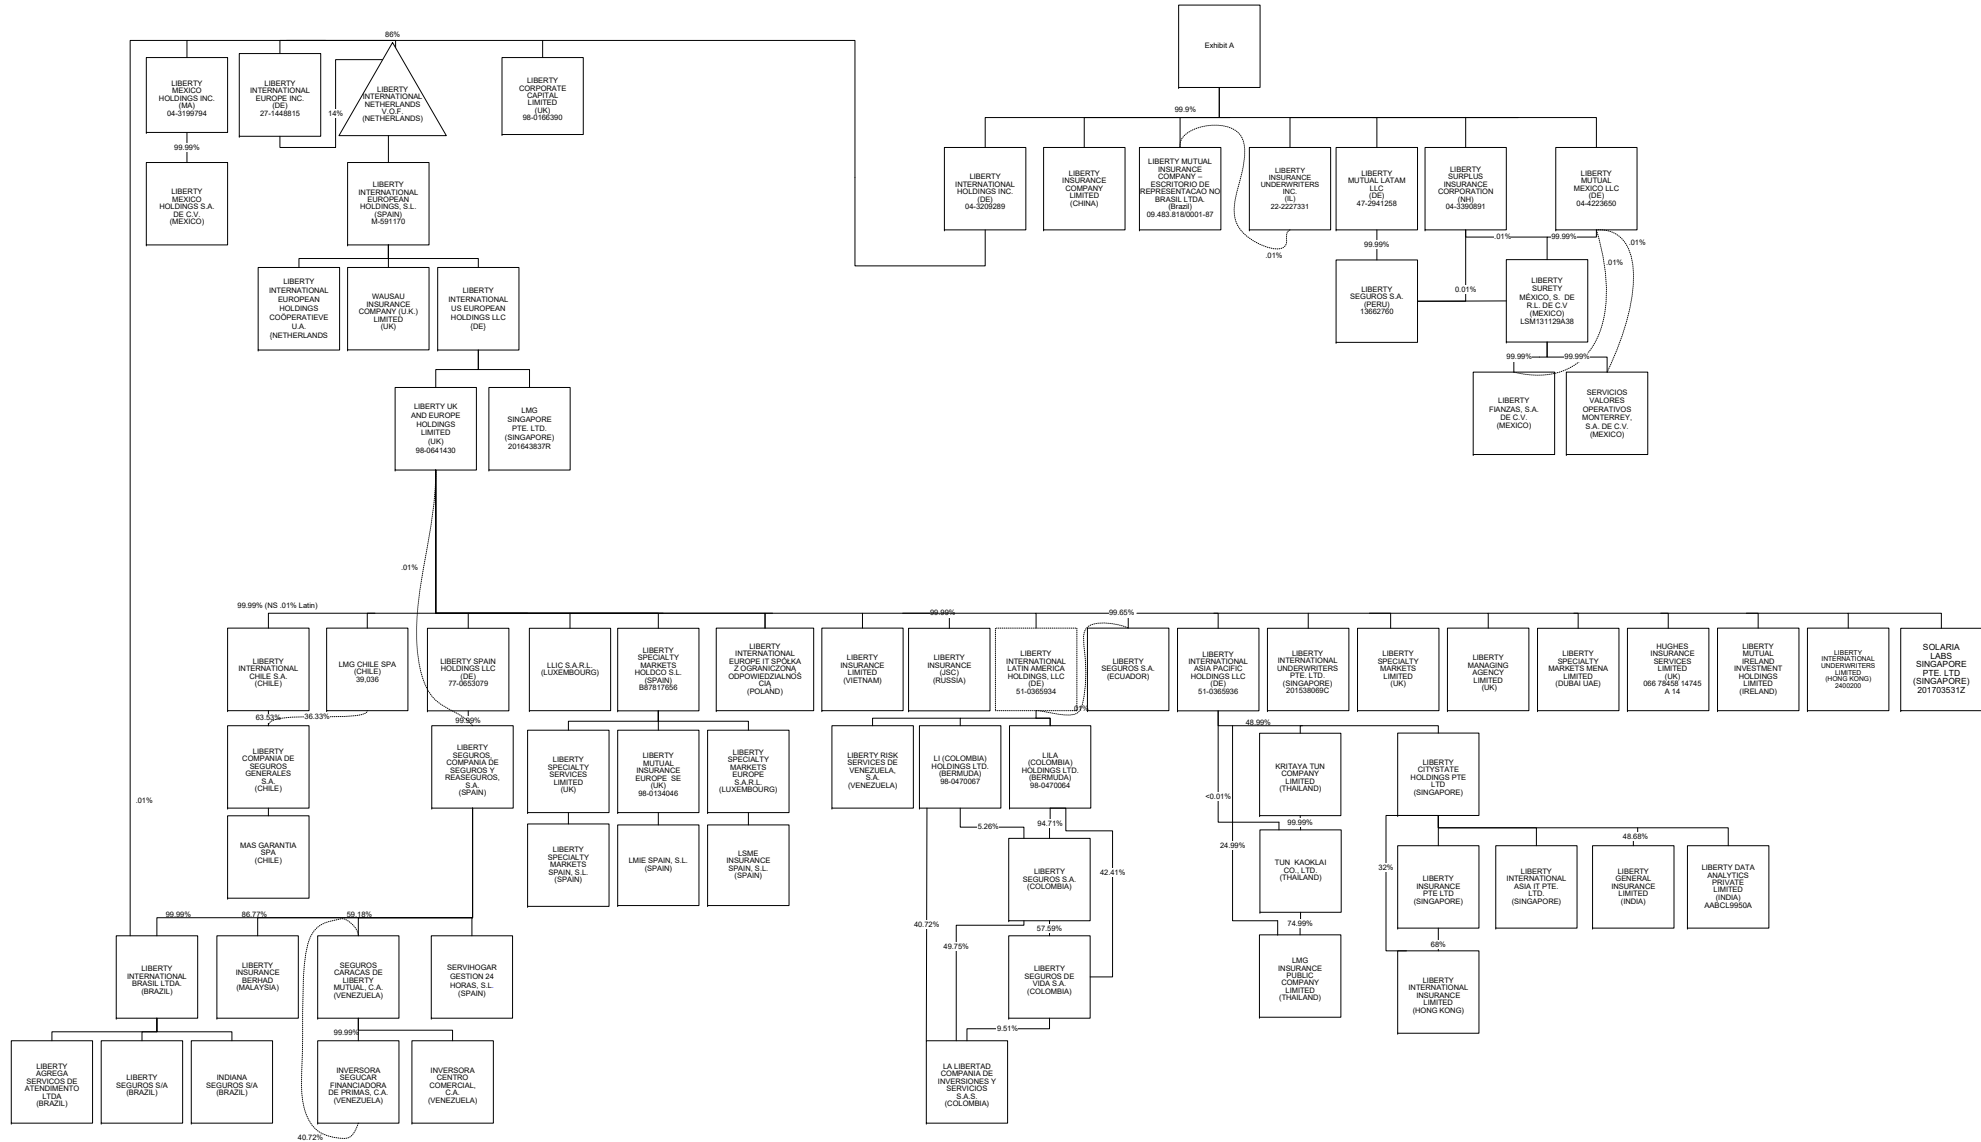 Exhibit A
86%
LIBERTY
MEXICO
HOLDINGS INC.
(MA)
04-3199794
LIBERTY
INTERNATIONAL
EUROPE INC.
(DE)
27-1448815
14%
LIBERTY
INTERNATIONAL
NETHERLANDS
V.O.F.
(NETHERLANDS)
LIBERTY
CORPORATE
CAPITAL
LIMITED
(UK)
98-0166390
99.9%
99.99%
LIBERTY
MEXICO
HOLDINGS S.A.
DE C.V.
(MEXICO)
LIBERTY
INTERNATIONAL
EUROPEAN
HOLDINGS, S.L.
(SPAIN)
M-591170
LIBERTY
INTERNATIONAL
HOLDINGS INC.
(DE)
04-3209289
LIBERTY
INSURANCE
COMPANY
LIMITED
(CHINA)
LIBERTY MUTUAL
INSURANCE
COMPANY –
ESCRITORIO DE
REPRESENTACAO NO
BRASIL LTDA.
(Brazil)
09.483.818/0001-87
LIBERTY
INSURANCE
UNDERWRITERS
INC.
(IL)
22-2227331
LIBERTY
MUTUAL LATAM
LLC
(DE)
47-2941258
LIBERTY
SURPLUS
INSURANCE
CORPORATION
(NH)
04-3390891
LIBERTY
MUTUAL
MEXICO LLC
(DE)
04-4223650
.01%
99.99%
.01%
99.99%
.01%
.01%
LIBERTY
INTERNATIONAL
EUROPEAN
HOLDINGS
COÖPERATIEVE
U.A.
(NETHERLANDS
WAUSAU
INSURANCE
COMPANY (U.K.)
LIMITED
(UK)
LIBERTY
INTERNATIONAL
US EUROPEAN
HOLDINGS LLC
(DE)
LIBERTY
SEGUROS S.A.
(PERU)
13662760
0.01%
LIBERTY
SURETY
MÉXICO, S. DE
R.L. DE C.V
(MEXICO)
LSM131129A38
99.99%
99.99%
LIBERTY UK
AND EUROPE
HOLDINGS
LIMITED
(UK)
98-0641430
LMG
SINGAPORE
PTE. LTD.
(SINGAPORE)
201643837R
LIBERTY
FIANZAS, S.A.
DE C.V.
(MEXICO)
SERVICIOS
VALORES
OPERATIVOS
MONTERREY,
S.A. DE C.V.
(MEXICO)
.01%
99.99% (NS .01% Latin)
99.99%
99.65%
LIBERTY
INTERNATIONAL
CHILE S.A.
(CHILE)
LMG CHILE SPA
(CHILE)
39,036
LIBERTY SPAIN
HOLDINGS LLC
(DE)
77-0653079
LLIC S.A.R.L.
(LUXEMBOURG)
LIBERTY
SPECIALTY
MARKETS
HOLDCO S.L.
(SPAIN)
B87817656
LIBERTY
INTERNATIONAL
EUROPE IT SPÓŁKA
Z OGRANICZONĄ
ODPOWIEDZIALNOŚ
CIĄ
(POLAND)
LIBERTY
INSURANCE
LIMITED
(VIETNAM)
LIBERTY
INSURANCE
(JSC)
(RUSSIA)
LIBERTY
INTERNATIONAL
LATIN AMERICA
HOLDINGS, LLC
(DE)
51-0365934
LIBERTY
SEGUROS S.A.
(ECUADOR)
LIBERTY
INTERNATIONAL
ASIA PACIFIC
HOLDINGS LLC
(DE)
51-0365936
LIBERTY
INTERNATIONAL
UNDERWRITERS
PTE. LTD.
(SINGAPORE)
201538069C
LIBERTY
SPECIALTY
MARKETS
LIMITED
(UK)
LIBERTY
MANAGING
AGENCY
LIMITED
(UK)
LIBERTY
SPECIALTY
MARKETS MENA
LIMITED
(DUBAI UAE)
HUGHES
INSURANCE
SERVICES
LIMITED
(UK)
066 78458 14745
A 14
LIBERTY
MUTUAL
IRELAND
INVESTMENT
HOLDINGS
LIMITED
(IRELAND)
LIBERTY
INTERNATIONAL
UNDERWRITERS
LIMITED
(HONG KONG)
2400200
SOLARIA
LABS
SINGAPORE
PTE. LTD
(SINGAPORE)
201703531Z
63.53%
36.33%
99.99%
.01%
48.99%
LIBERTY
COMPANIA DE
SEGUROS
GENERALES
S.A.
(CHILE)
LIBERTY
SEGUROS,
COMPANIA DE
SEGUROS Y
REASEGUROS,
S.A.
(SPAIN)
LIBERTY
SPECIALTY
SERVICES
LIMITED
(UK)
LIBERTY
MUTUAL
INSURANCE
EUROPE SE
(UK)
98-0134046
LIBERTY
SPECIALTY
MARKETS
EUROPE
S.A.R.L.
(LUXEMBOURG)
LIBERTY RISK
SERVICES DE
VENEZUELA,
S.A.
(VENEZUELA)
LI (COLOMBIA)
HOLDINGS LTD.
(BERMUDA)
98-0470067
LILA
(COLOMBIA)
HOLDINGS LTD.
(BERMUDA)
98-0470064
KRITAYA TUN
COMPANY
LIMITED
(THAILAND)
LIBERTY
CITYSTATE
HOLDINGS PTE
LTD
(SINGAPORE)
.01%
<0.01%
5.26%
94.71%
99.99%
48.68%
MAS GARANTIA
SPA
(CHILE)
LIBERTY
SPECIALTY
MARKETS
SPAIN, S.L.
(SPAIN)
LMIE SPAIN, S.L.
(SPAIN)
LSME
INSURANCE
SPAIN, S.L.
(SPAIN)
LIBERTY
SEGUROS S.A.
(COLOMBIA)
42.41%
24.99%
TUN KAOKLAI
CO., LTD.
(THAILAND)
32%
LIBERTY
INSURANCE
PTE LTD
(SINGAPORE)
LIBERTY
INTERNATIONAL
ASIA IT PTE.
LTD.
(SINGAPORE)
LIBERTY
GENERAL
INSURANCE
LIMITED
(INDIA)
LIBERTY DATA
ANALYTICS
PRIVATE
LIMITED
(INDIA)
AABCL9950A
99.99%
86.77%
59.18%
40.72%
49.75%
57.59%
74.99%
68%
LIBERTY
INTERNATIONAL
BRASIL LTDA.
(BRAZIL)
LIBERTY
INSURANCE
BERHAD
(MALAYSIA)
SEGUROS
CARACAS DE
LIBERTY
MUTUAL, C.A.
(VENEZUELA)
SERVIHOGAR
GESTION 24
HORAS, S.L.
(SPAIN)
LIBERTY
SEGUROS DE
VIDA S.A.
(COLOMBIA)
LMG
INSURANCE
PUBLIC
COMPANY
LIMITED
(THAILAND)
LIBERTY
INTERNATIONAL
INSURANCE
LIMITED
(HONG KONG)
99.99%
9.51%
LIBERTY
AGREGA
SERVICOS DE
ATENDIMENTO
LTDA
(BRAZIL)
LIBERTY
SEGUROS S/A
(BRAZIL)
INDIANA
SEGUROS S/A
(BRAZIL)
INVERSORA
SEGUCAR
FINANCIADORA
DE PRIMAS, C.A.
(VENEZUELA)
INVERSORA
CENTRO
COMERCIAL,
C.A.
(VENEZUELA)
LA LIBERTAD
COMPANIA DE
INVERSIONES Y
SERVICIOS
S.A.S.
(COLOMBIA)
40.72%